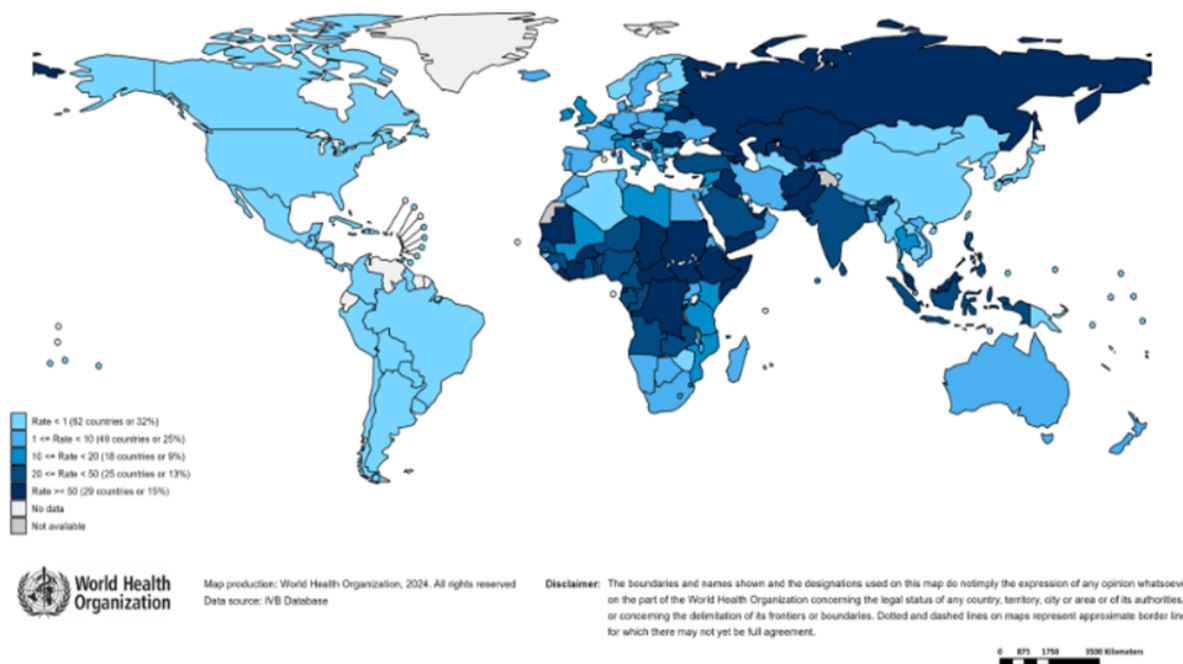 Rate < 1 (62 countries or 32%)
1 <= Rate < 10 (49 countries or 25%)
10 <= Rate < 20 (18 countries or 9%)
20 <= Rate < 50 (25 countries or 13%)
Rate >= 50 (29 countries or 15%)
No data
Not available
World Health
Organization
Map production: World Health Organization, 2024. All rights reserved
Data source: IVB Database
Disclaimer: The boundaries and names shown and the designations used on this map do notimply the expression of any opinion whatsoeve
on the part of the World Health Organization concerning the legal status of any country, territory, city or area or of its authorities,
or concerning the delimitation of its frontiers or boundaries. Dotted and dashed lines on maps represent approximate border line
for which there may not yet be full agreement.
0 875 1750 3500 Kilometers